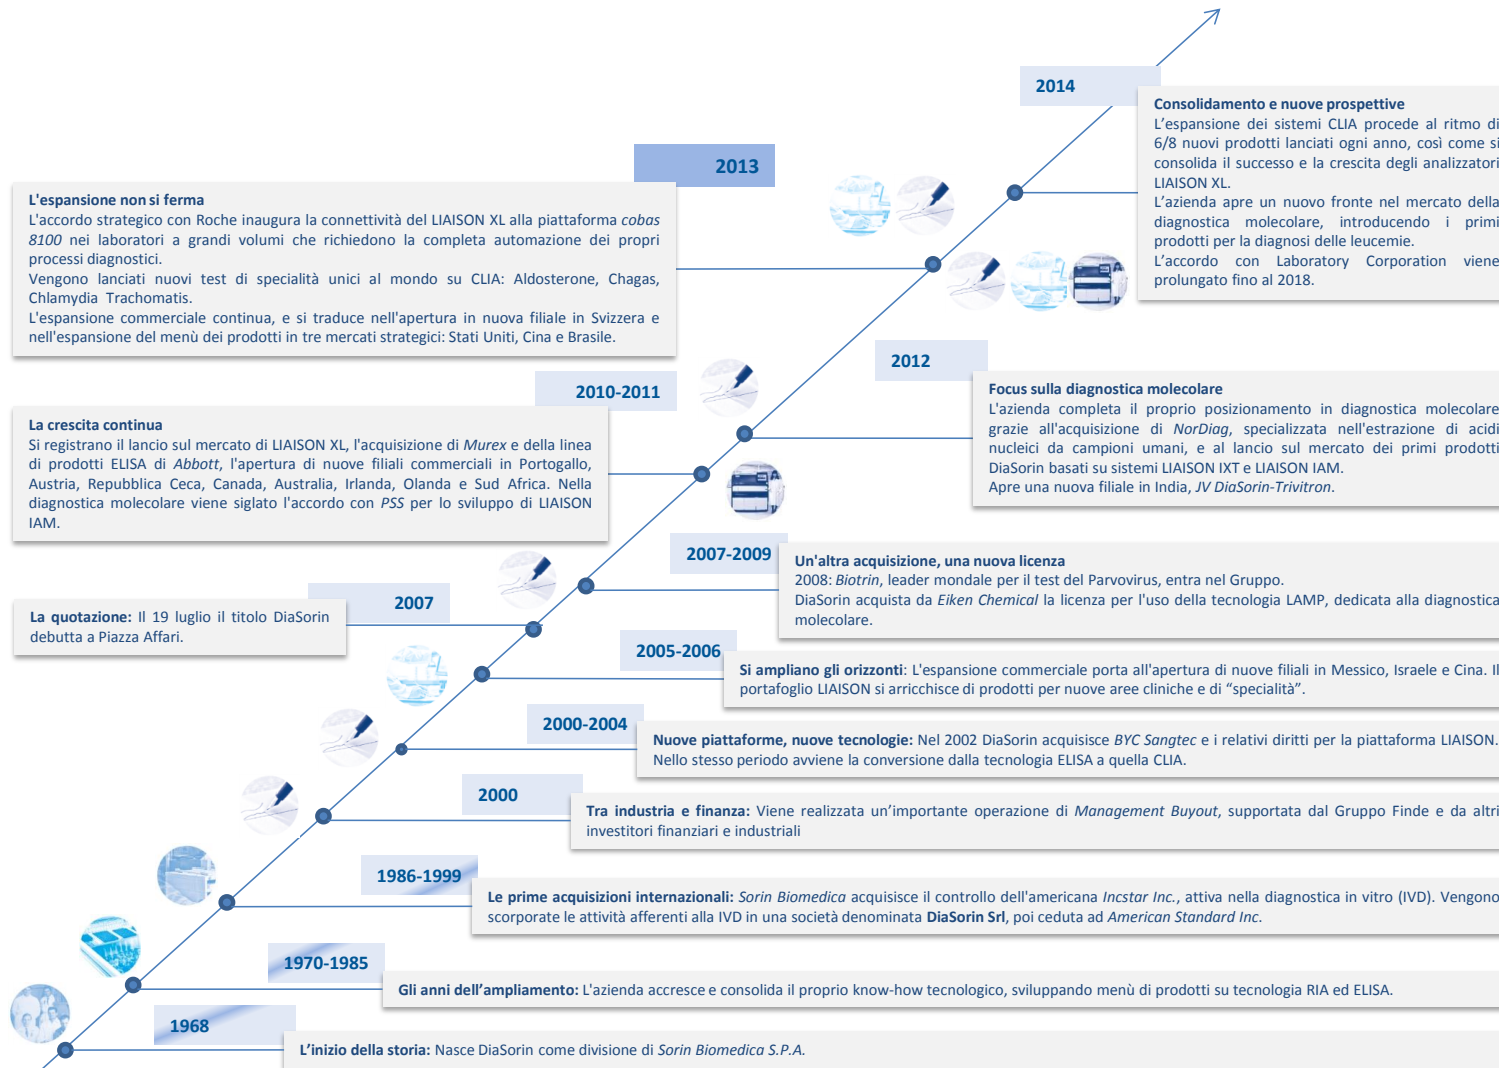 2014
Consolidamento e nuove prospettive
L’espansione dei sistemi CLIA procede al ritmo di
6/8 nuovi prodotti lanciati ogni anno, così come si
consolida il successo e la crescita degli analizzatori
LIAISON XL.
L’azienda apre un nuovo fronte nel mercato della
diagnostica molecolare, introducendo i primi
prodotti per la diagnosi delle leucemie.
L’accordo con Laboratory Corporation viene
prolungato fino al 2018.
2013
L'espansione non si ferma
L'accordo strategico con Roche inaugura la connettività del LIAISON XL alla piattaforma cobas
8100 nei laboratori a grandi volumi che richiedono la completa automazione dei propri
processi diagnostici.
Vengono lanciati nuovi test di specialità unici al mondo su CLIA: Aldosterone, Chagas,
Chlamydia Trachomatis.
L'espansione commerciale continua, e si traduce nell'apertura in nuova filiale in Svizzera e
nell'espansione del menù dei prodotti in tre mercati strategici: Stati Uniti, Cina e Brasile.
2012
Focus sulla diagnostica molecolare
L'azienda completa il proprio posizionamento in diagnostica molecolare
grazie all'acquisizione di NorDiag, specializzata nell'estrazione di acidi
nucleici da campioni umani, e al lancio sul mercato dei primi prodotti
DiaSorin basati su sistemi LIAISON IXT e LIAISON IAM.
Apre una nuova filiale in India, JV DiaSorin-Trivitron.
2010-2011
La crescita continua
Si registrano il lancio sul mercato di LIAISON XL, l'acquisizione di Murex e della linea
di prodotti ELISA di Abbott, l'apertura di nuove filiali commerciali in Portogallo,
Austria, Repubblica Ceca, Canada, Australia, Irlanda, Olanda e Sud Africa. Nella
diagnostica molecolare viene siglato l'accordo con PSS per lo sviluppo di LIAISON
IAM.
2007-2009
Un'altra acquisizione, una nuova licenza
2008: Biotrin, leader mondiale per il test del Parvovirus, entra nel Gruppo.
DiaSorin acquista da Eiken Chemical la licenza per l'uso della tecnologia LAMP, dedicata alla diagnostica
molecolare.
2007
La quotazione: Il 19 luglio il titolo DiaSorin
debutta a Piazza Affari.
2005-2006
Si ampliano gli orizzonti: L'espansione commerciale porta all'apertura di nuove filiali in Messico, Israele e Cina. Il
portafoglio LIAISON si arricchisce di prodotti per nuove aree cliniche e di “specialità”.
2000-2004
Nuove piattaforme, nuove tecnologie: Nel 2002 DiaSorin acquisisce BYC Sangtec e i relativi diritti per la piattaforma LIAISON.
Nello stesso periodo avviene la conversione dalla tecnologia ELISA a quella CLIA.
2000
Tra industria e finanza: Viene realizzata un’importante operazione di Management Buyout, supportata dal Gruppo Finde e da altri
investitori finanziari e industriali
1986-1999
Le prime acquisizioni internazionali: Sorin Biomedica acquisisce il controllo dell'americana Incstar Inc., attiva nella diagnostica in vitro (IVD). Vengono
scorporate le attività afferenti alla IVD in una società denominata DiaSorin Srl, poi ceduta ad American Standard Inc.
1970-1985
Gli anni dell’ampliamento: L'azienda accresce e consolida il proprio know-how tecnologico, sviluppando menù di prodotti su tecnologia RIA ed ELISA.
1968
L’inizio della storia: Nasce DiaSorin come divisione di Sorin Biomedica S.P.A.